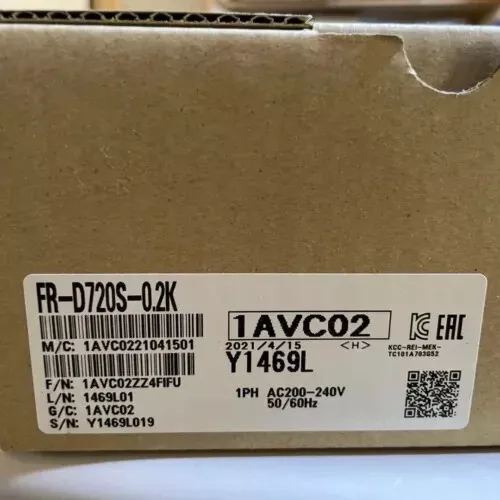 FR-D720S-0.2K
M/C: 1AVC0221041501
F/N: 1AVC02ZZ4FIFU
L/N: 1469L01
G/C: 1AVC02
S/N: Y1469L019
1AVC02
2021/4/15 <H>
Y1469L
1PH AC200-240V
50/60Hz
EAC
KCC-REI-MEK-
TC101A703G52